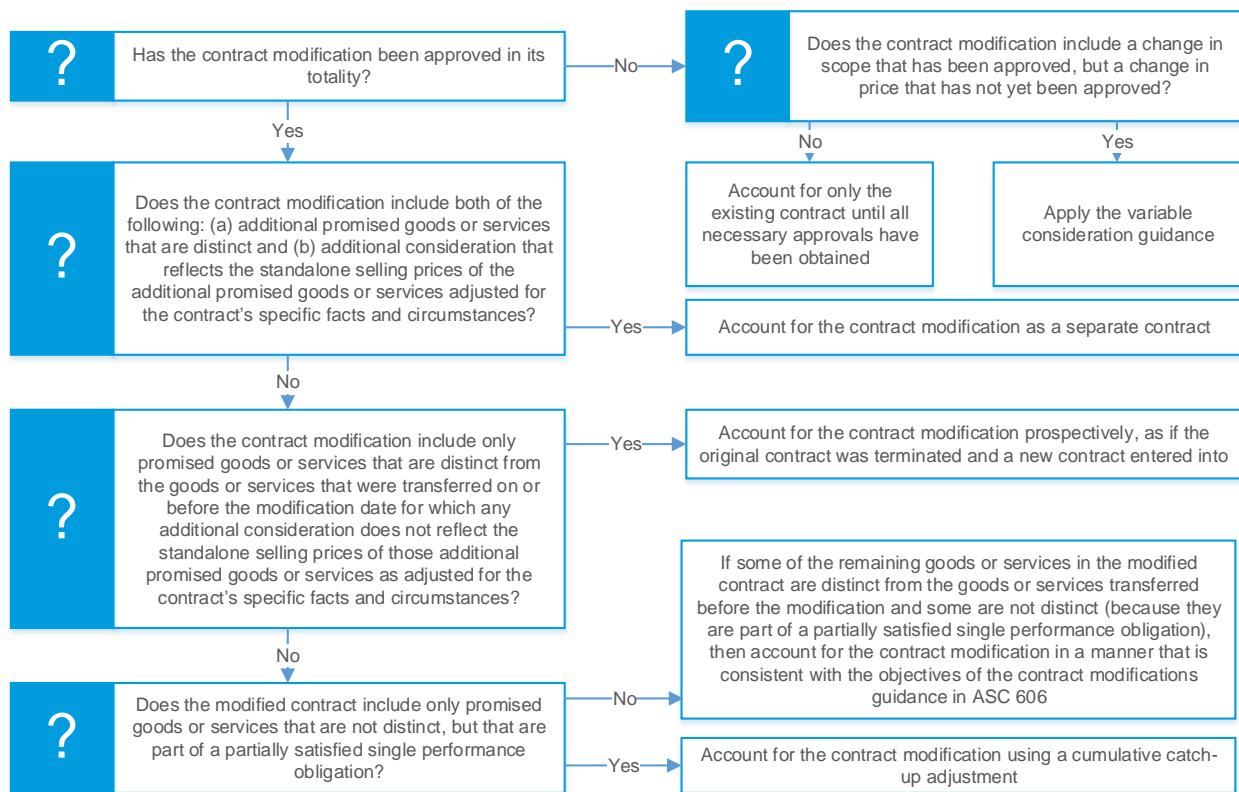 ?
Has the contract modification been approved in its
totality?
No
?
Does the contract modification include a change in
scope that has been approved, but a change in
price that has not yet been approved?
Yes
No
Yes
?
Does the contract modification include both of the
following: (a) additional promised goods or services
that are distinct and (b) additional consideration that
reflects the standalone selling prices of the
additional promised goods or services adjusted for
the contract’s specific facts and circumstances?
Account for only the
existing contract until all
necessary approvals have
been obtained
Apply the variable
consideration guidance
Yes
Account for the contract modification as a separate contract
No
?
Does the contract modification include only
promised goods or services that are distinct from
the goods or services that were transferred on or
before the modification date for which any
additional consideration does not reflect the
standalone selling prices of those additional
promised goods or services as adjusted for the
contract’s specific facts and circumstances?
Yes
Account for the contract modification prospectively, as if the
original contract was terminated and a new contract entered into
No
?
Does the modified contract include only promised
goods or services that are not distinct, but that are
part of a partially satisfied single performance
obligation?
No
If some of the remaining goods or services in the modified
contract are distinct from the goods or services transferred
before the modification and some are not distinct (because they
are part of a partially satisfied single performance obligation),
then account for the contract modification in a manner that is
consistent with the objectives of the contract modifications
guidance in ASC 606
Yes
Account for the contract modification using a cumulative catch-
up adjustment